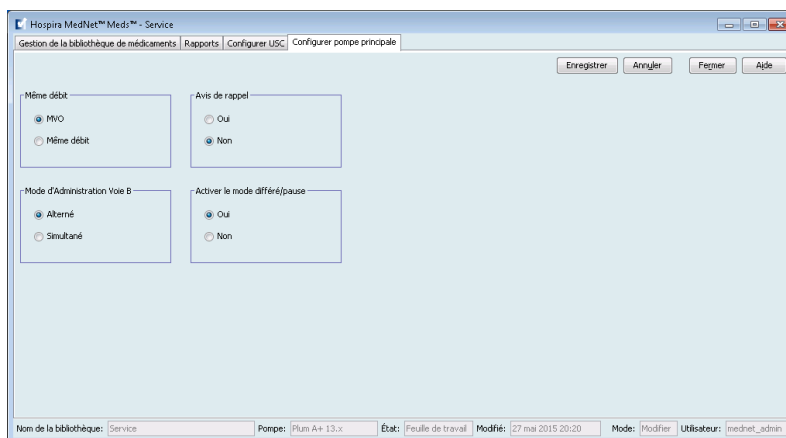 Hospira MedNet™ Meds™ - Service
Gestion de la bibliothèque de médicaments Rapports Configurer USC Configurer pompe principale
Enregistrer Annuler Fermer Aide
Même débit Avis de rappel
MVO Oui
Même débit Non
Mode d'Administration Voie B Activer le mode différé/pause
Alterné Oui
Simultané Non
Nom de la bibliothèque: Service Pompe: Plum A+ 13.x État: Feuille de travail Modifié: 27 mai 2015 20:20 Mode: Modifier Utilisateur: mednet_admin